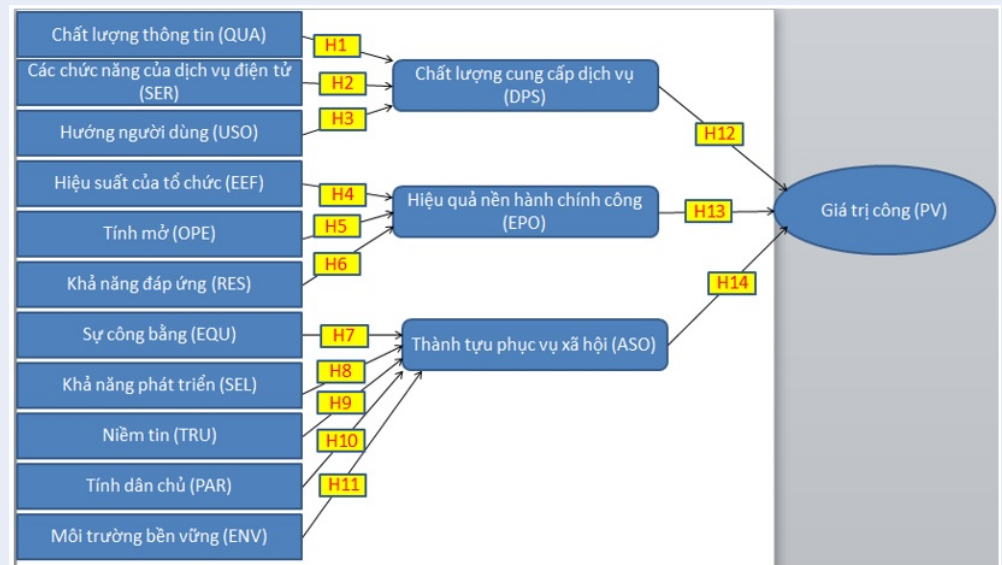 Chất lượng thông tin (QUA)
H1
Các chức năng của dịch vụ điện tử
(SER)
H2
Hướng người dùng (USO)
H3
Chất lượng cung cấp dịch vụ
(DPS)
H12
Hiệu suất của tổ chức (EEF)
H4
Tính mở (OPE)
H5
Khả năng đáp ứng (RES)
H6
Hiệu quả nền hành chính công
(EPO)
H13
Giá trị công (PV)
Sự công bằng (EQU)
H7
Khả năng phát triển (SEL)
H8
Niềm tin (TRU)
H9
Tính dân chủ (PAR)
H10
Môi trường bền vững (ENV)
H11
Thành tựu phục vụ xã hội (ASO)
H14